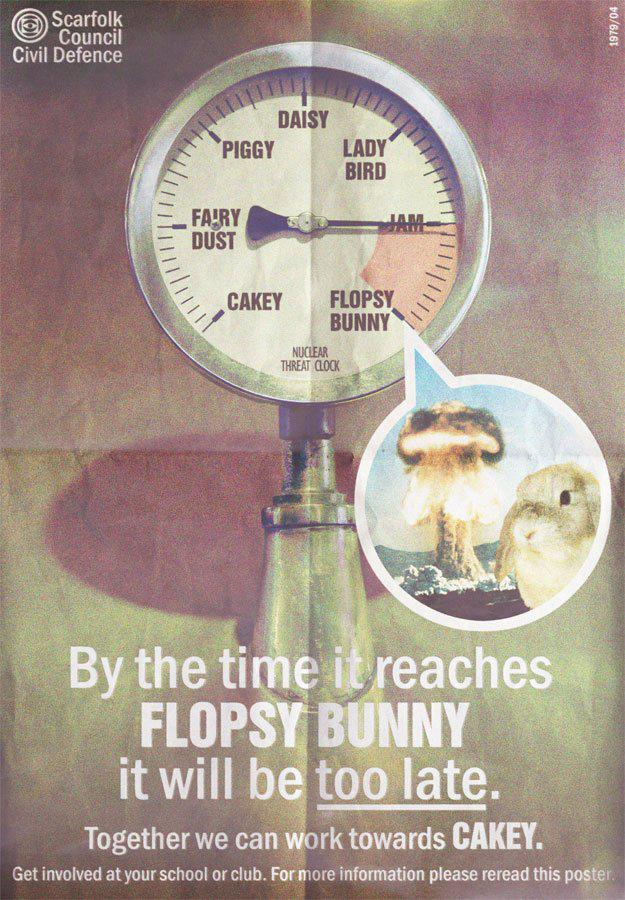 Scarfolk
Council
Civil Defence
1979/04
DAISY
PIGGY
LADY
BIRD
FAIRY
DUST
JAM
CAKEY
FLOPSY
BUNNY
NUCLEAR
THREAT CLOCK
By the time it reaches
FLOPSY BUNNY
it will be too late.
Together we can work towards CAKEY.
Get involved at your school or club. For more information please reread this poster.